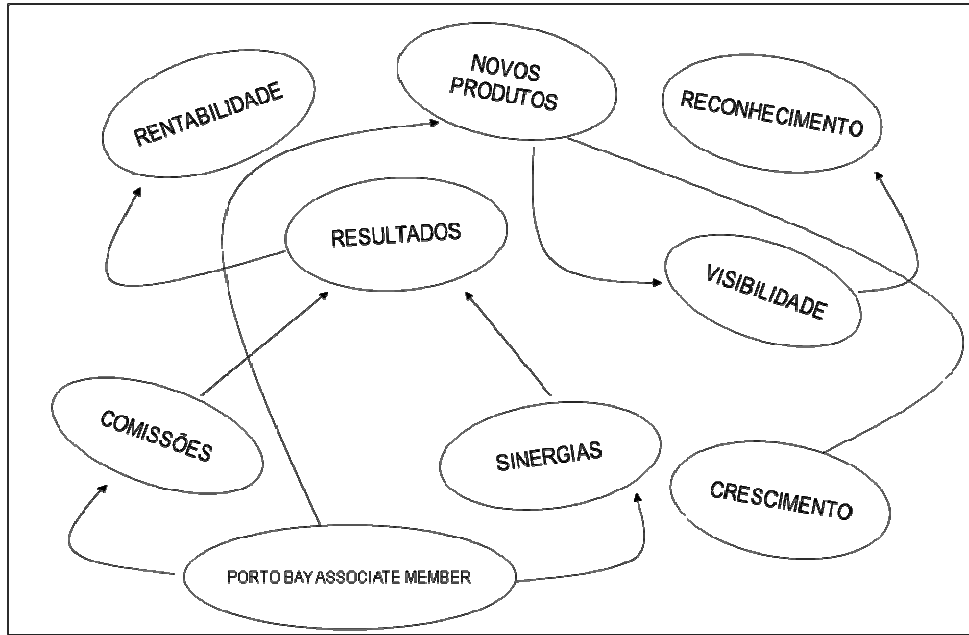 RENTABILIDADE
NOVOS
PRODUTOS
RECONHECIMENTO
RESULTADOS
VISIBILIDADE
COMISSÕES
SINERGIAS
CRESCIMENTO
PORTO BAY ASSOCIATE MEMBER